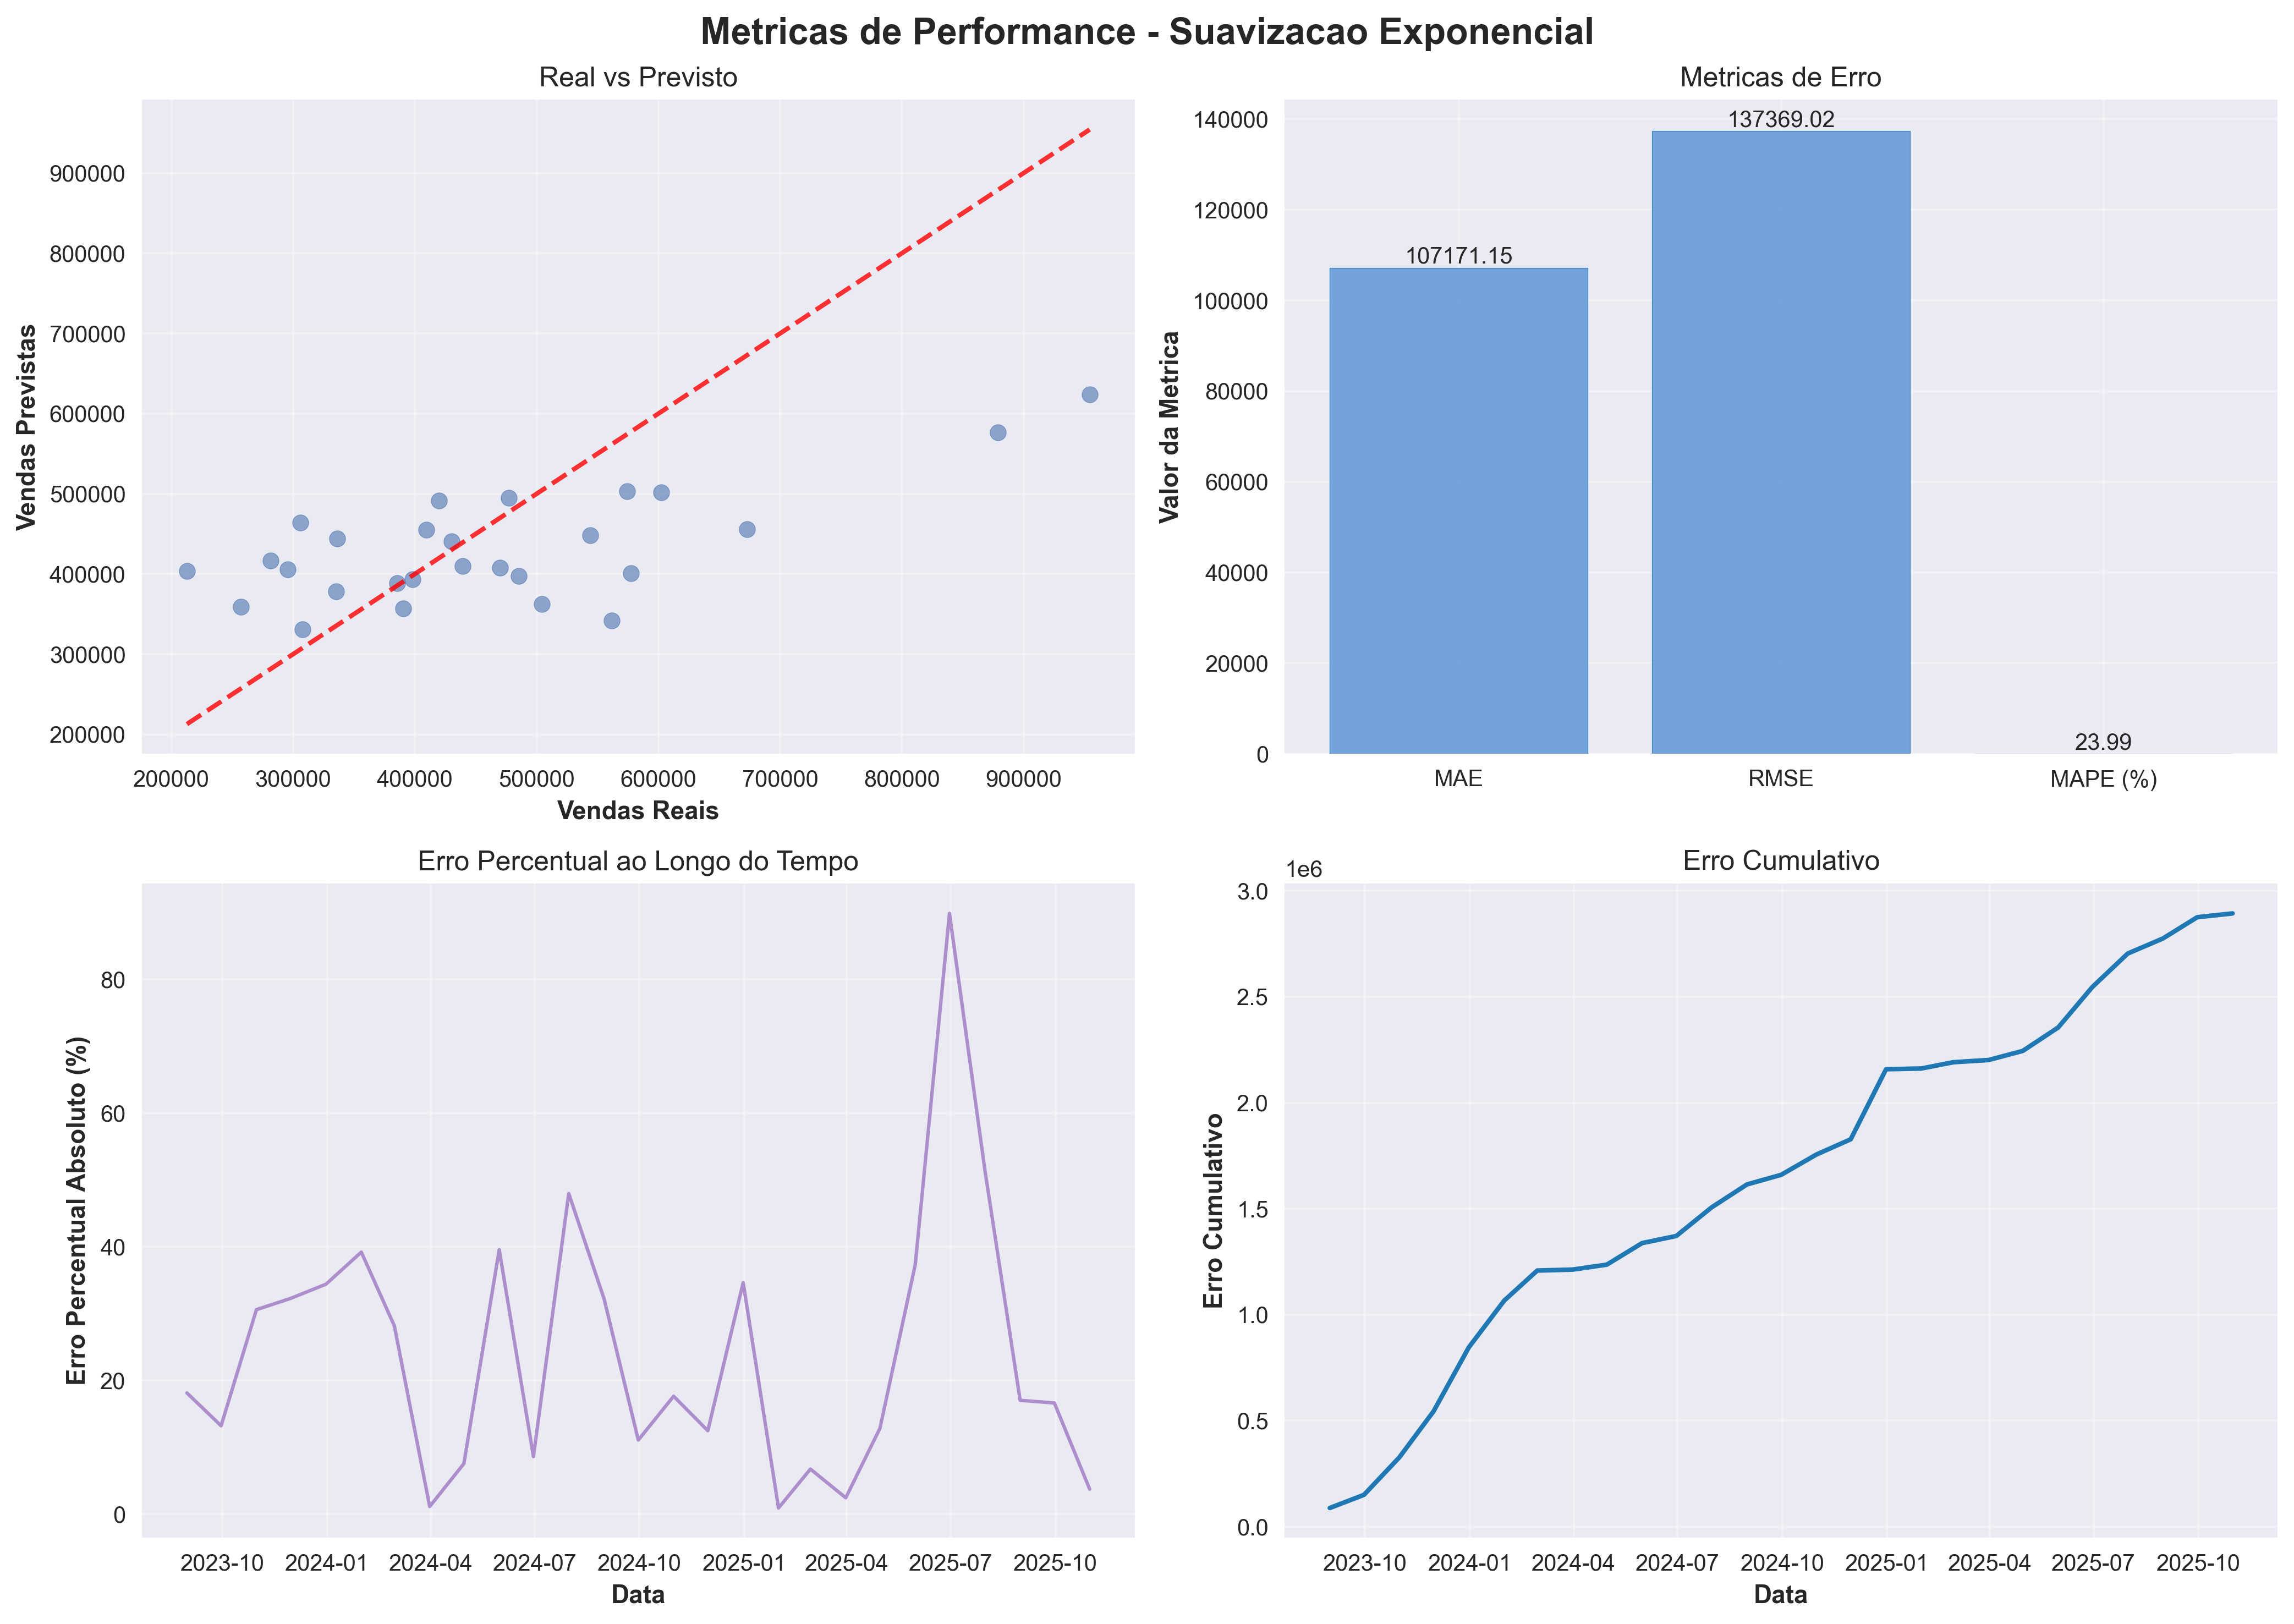 Metricas de Performance - Suavizacao Exponencial
Real vs Previsto
Vendas Previstas
900000
800000
700000
600000
500000
400000
300000
200000
200000 300000 400000 500000 600000 700000 800000 900000
Vendas Reais
Metricas de Erro
Valor da Metrica
140000
120000
100000
80000
60000
40000
20000
0
107171.15
137369.02
23.99
MAE RMSE MAPE (%)
Erro Percentual ao Longo do Tempo
Erro Percentual Absoluto (%)
80
60
40
20
0
2023-10 2024-01 2024-04 2024-07 2024-10 2025-01 2025-04 2025-07 2025-10
Data
Erro Cumulativo
1e6
Erro Cumulativo
3.0
2.5
2.0
1.5
1.0
0.5
0.0
2023-10 2024-01 2024-04 2024-07 2024-10 2025-01 2025-04 2025-07 2025-10
Data